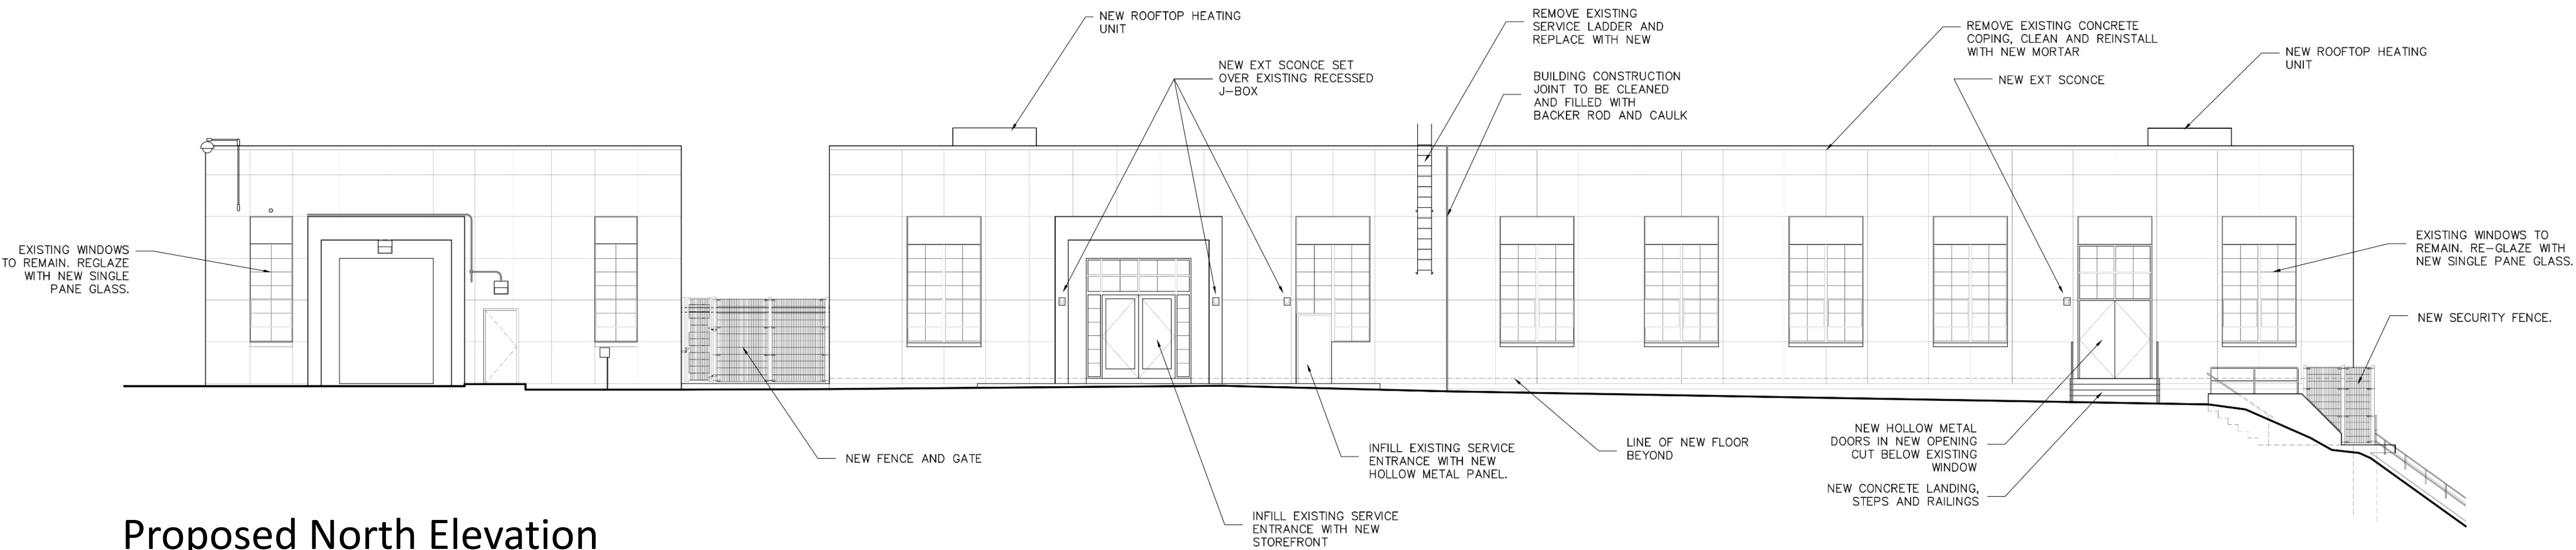 NEW ROOFTOP HEATING
UNIT
REMOVE EXISTING
SERVICE LADDER AND
REPLACE WITH NEW
REMOVE EXISTING CONCRETE
COPING, CLEAN AND REINSTALL
WITH NEW MORTAR
NEW ROOFTOP HEATING
UNIT
NEW EXT SCONCE SET
OVER EXISTING RECESSED
J-BOX
BUILDING CONSTRUCTION
JOINT TO BE CLEANED
AND FILLED WITH
BACKER ROD AND CAULK
NEW EXT SCONCE
EXISTING WINDOWS
TO REMAIN. REGLAZE
WITH NEW SINGLE
PANE GLASS.
EXISTING WINDOWS TO
REMAIN. RE-GLAZE WITH
NEW SINGLE PANE GLASS.
NEW SECURITY FENCE.
NEW FENCE AND GATE
INFILL EXISTING SERVICE
ENTRANCE WITH NEW
HOLLOW METAL PANEL.
LINE OF NEW FLOOR
BEYOND
NEW HOLLOW METAL
DOORS IN NEW OPENING
CUT BELOW EXISTING
WINDOW
NEW CONCRETE LANDING,
STEPS AND RAILINGS
INFILL EXISTING SERVICE
ENTRANCE WITH NEW
STOREFRONT
Proposed North Elevation